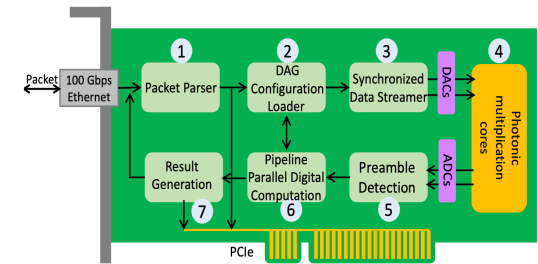 1
2
3
4
Packet
100 Gbps
Ethernet
Packet Parser
DAG
Configuration
Loader
Synchronized
Data Streamer
DACs
Photonic
multiplication
cores
Result
Generation
Pipeline
Parallel Digital
Computation
Preamble
Detection
ADCs
7
6
5
PCIe